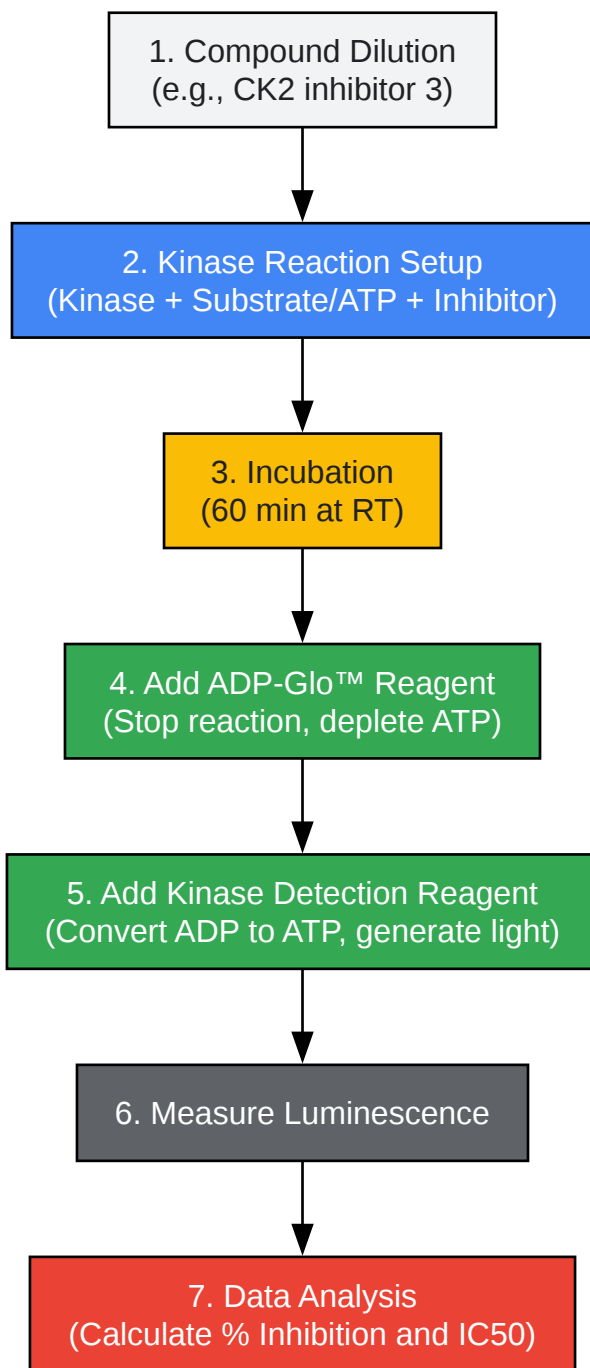 1. Compound Dilution
(e.g., CK2 inhibitor 3)
2. Kinase Reaction Setup
(Kinase + Substrate/ATP + Inhibitor)
3. Incubation
(60 min at RT)
4. Add ADP-Glo™ Reagent
(Stop reaction, deplete ATP)
5. Add Kinase Detection Reagent
(Convert ADP to ATP, generate light)
6. Measure Luminescence
7. Data Analysis
(Calculate % Inhibition and IC50)